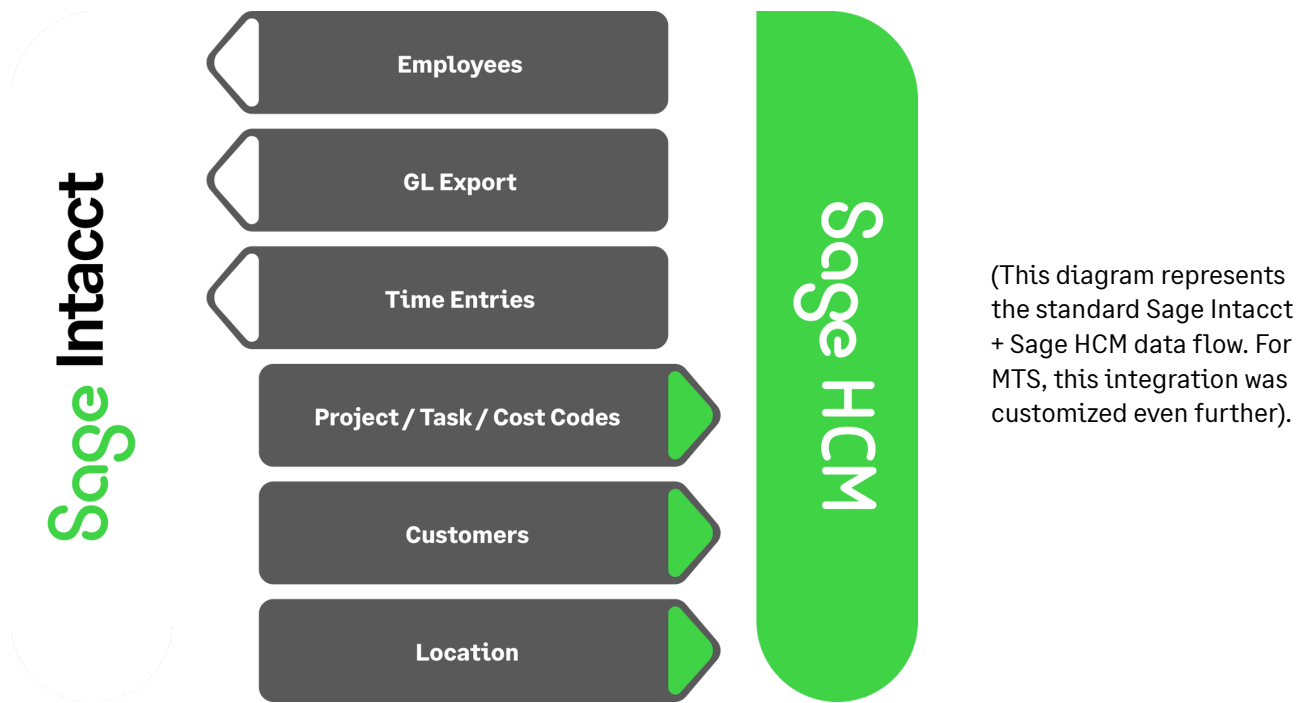 Sage Intacct
Employees
GL Export
Time Entries
Project / Task / Cost Codes
Customers
Location
Sage HCM
(This diagram represents
the standard Sage Intacct
+ Sage HCM data flow. For
MTS, this integration was
customized even further).